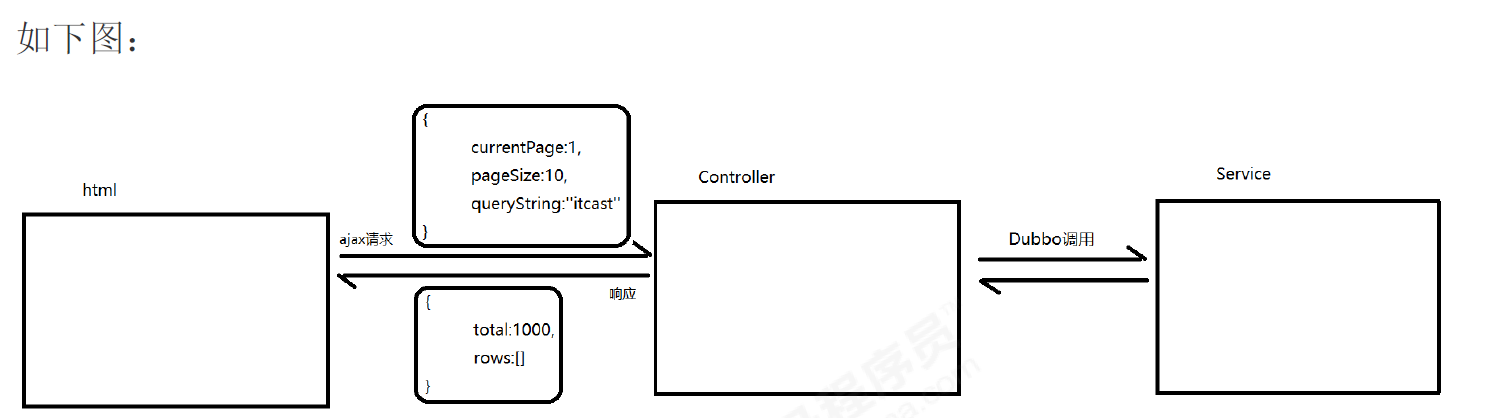 如下图：
{
currentPage:1,
pageSize:10,
queryString:"itcast"
}
html
Controller
Service
ajax请求
Dubbo调用
响应
{
total:1000,
rows:[]
}
程序员